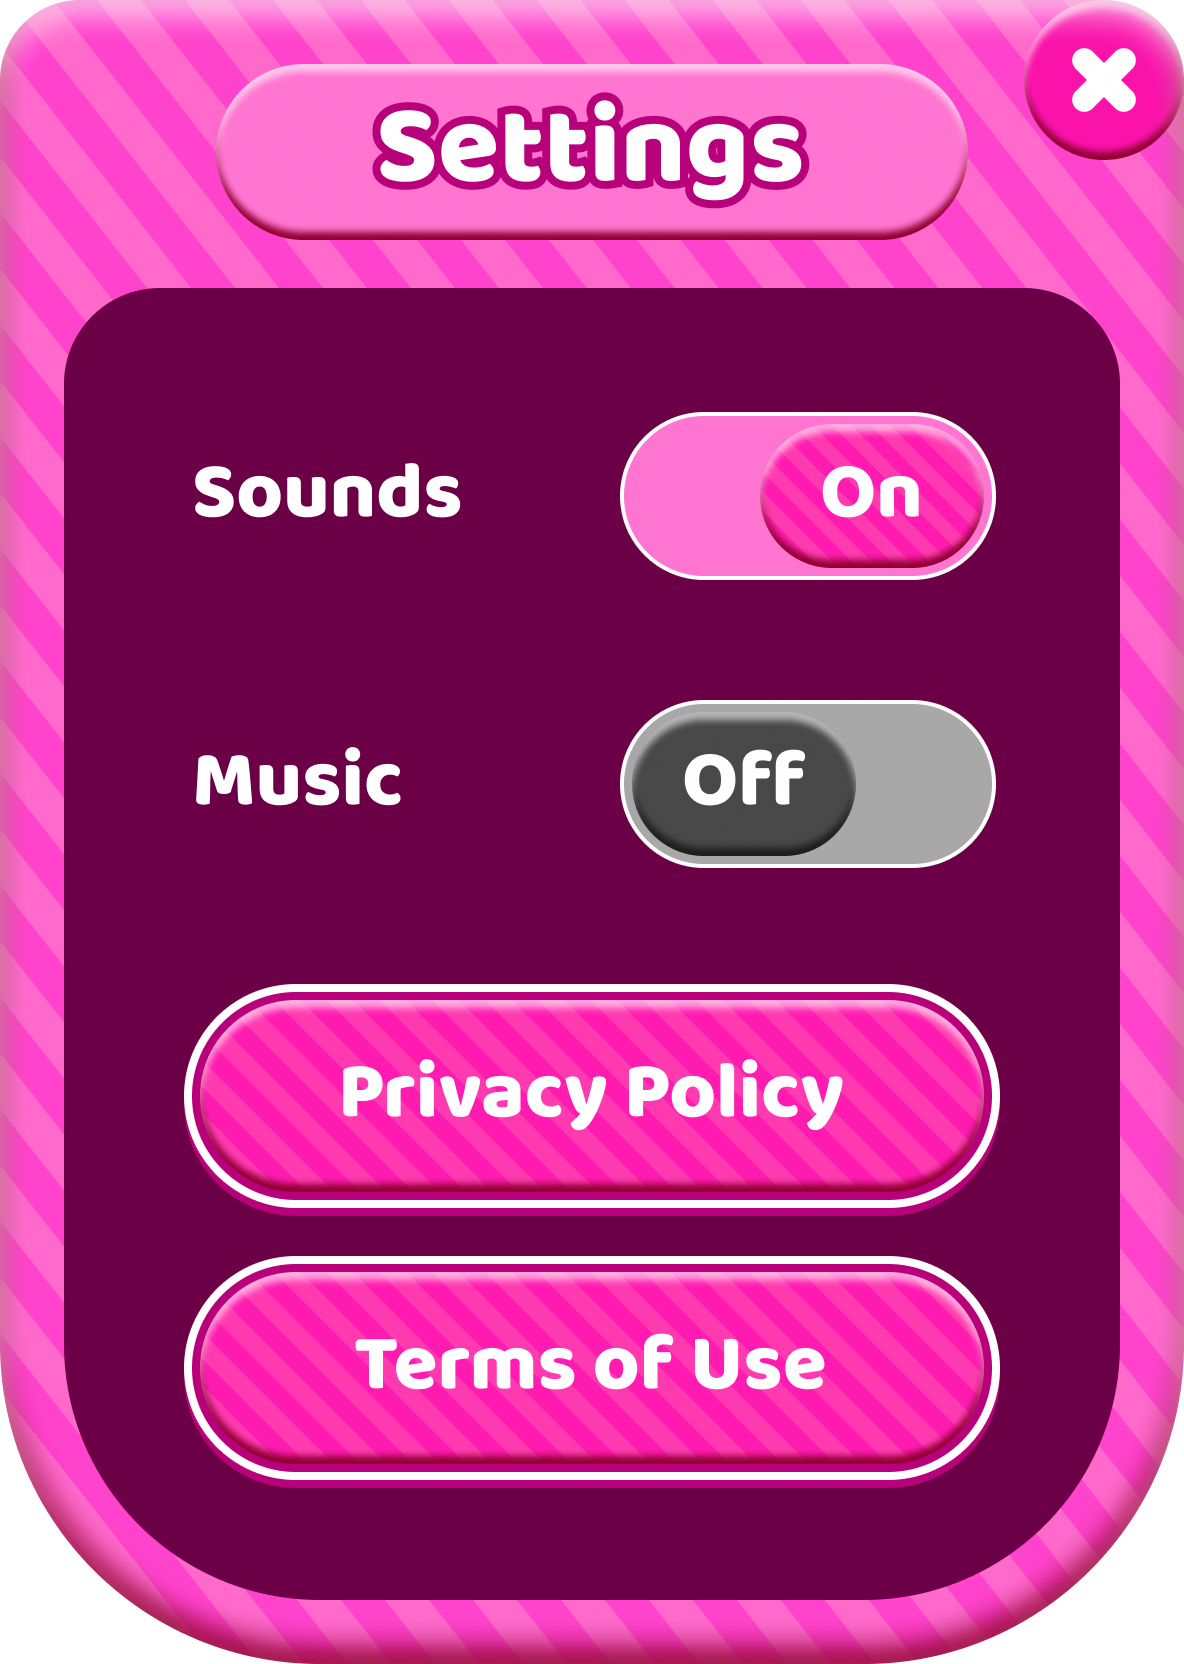 Settings
Sounds
On
Music
Off
Privacy Policy
Terms of Use